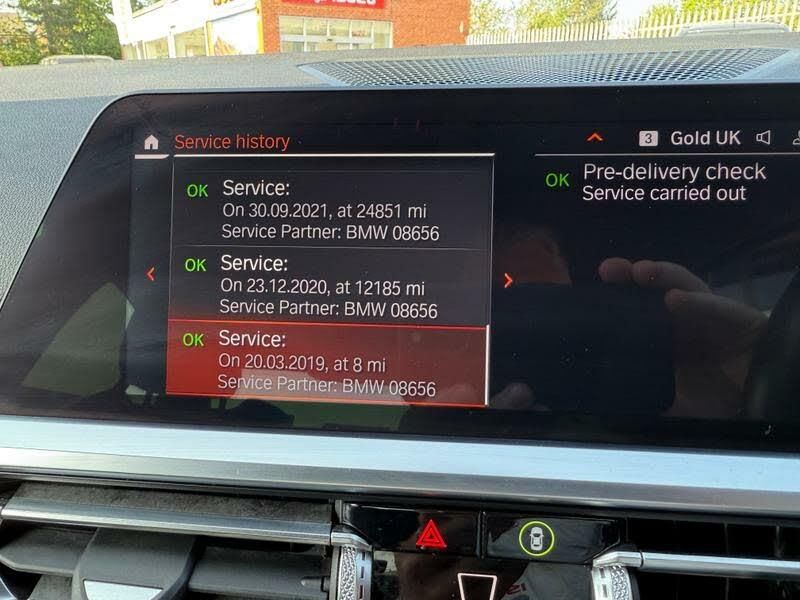 Service history
3 Gold UK
OK Service:
On 30.09.2021, at 24851 mi
Service Partner: BMW 08656
OK Service:
On 23.12.2020, at 12185 mi
Service Partner: BMW 08656
OK Service:
On 20.03.2019, at 8 mi
Service Partner: BMW 08656
OK Pre-delivery check
Service carried out